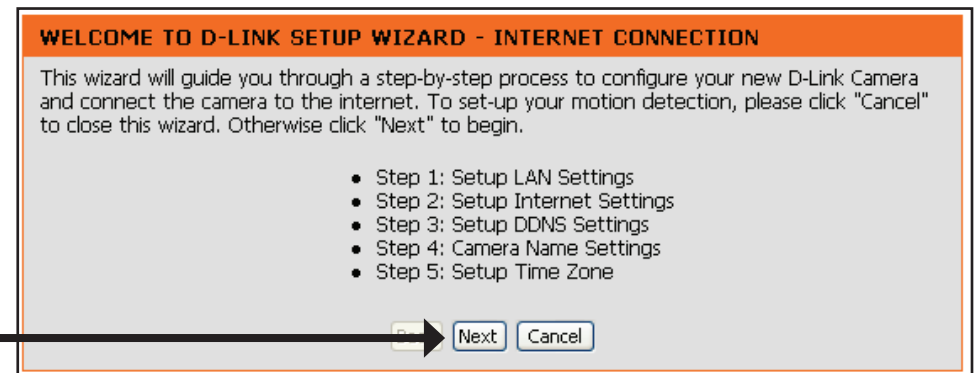 WELCOME TO D-LINK SETUP WIZARD - INTERNET CONNECTION
This wizard will guide you through a step-by-step process to configure your new D-Link Camera
and connect the camera to the internet. To set-up your motion detection, please click "Cancel"
to close this wizard. Otherwise click "Next" to begin.
• Step 1: Setup LAN Settings
• Step 2: Setup Internet Settings
• Step 3: Setup DDNS Settings
• Step 4: Camera Name Settings
• Step 5: Setup Time Zone
Next Cancel